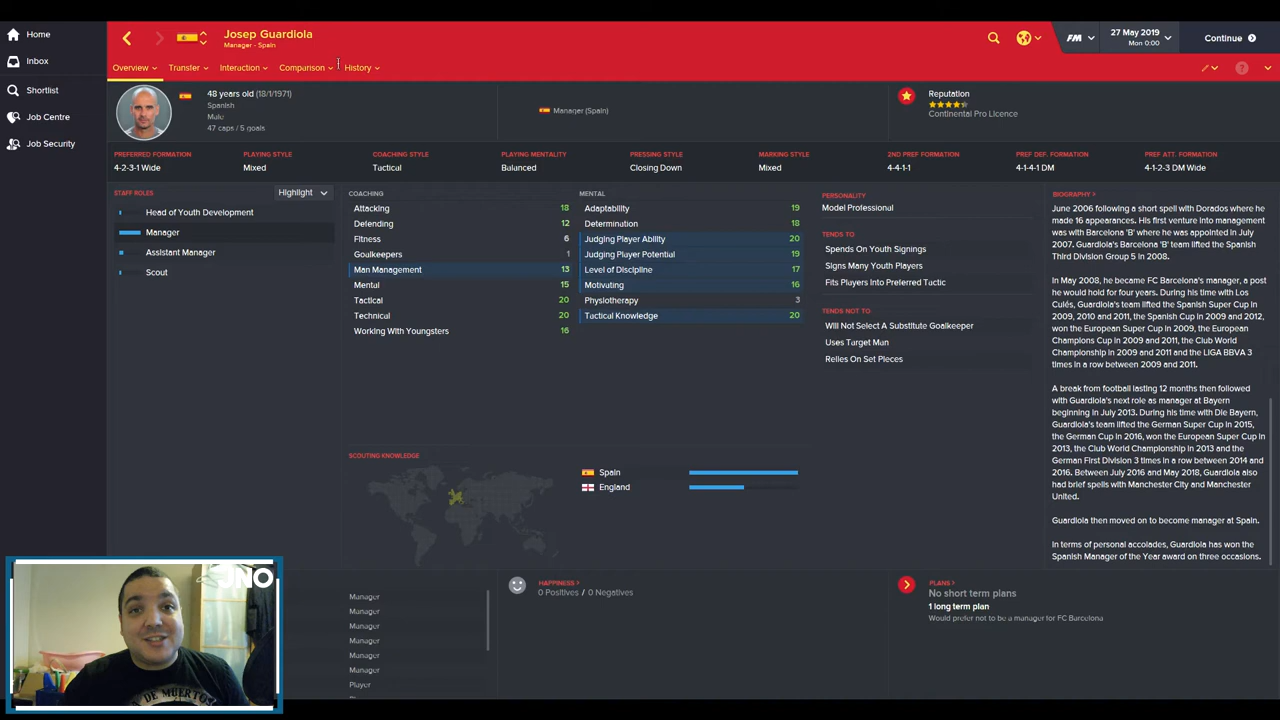 Home
Inbox
Shortlist
Job Centre
Job Security
Josep Guardiola
Manager - Spain
FM
27 May 2019
Mon 0:00
Continue
Overview
Transfer
Interaction
Comparison
History
48 years old (18/1/1971)
Spanish
Male
47 caps / 5 goals
Manager (Spain)
Reputation
Continental Pro Licence
PREFERRED FORMATION
4-2-3-1 Wide
PLAYING STYLE
Mixed
COACHING STYLE
Tactical
PLAYING MENTALITY
Balanced
PRESSING STYLE
Closing Down
MARKING STYLE
Mixed
2ND PREF FORMATION
4-4-1-1
PREF DEF. FORMATION
4-1-4-1 DM
PREF ATT. FORMATION
4-1-2-3 DM Wide
STAFF ROLES
Highlight
Head of Youth Development
Manager
Assistant Manager
Scout
COACHING
Attacking 18
Defending 12
Fitness 6
Goalkeepers 1
Man Management 13
Mental 15
Tactical 20
Technical 20
Working With Youngsters 16
MENTAL
Adaptability 19
Determination 18
Judging Player Ability 20
Judging Player Potential 19
Level of Discipline 17
Motivating 16
Physiotherapy 3
Tactical Knowledge 20
PERSONALITY
Model Professional
TENDS TO
Spends On Youth Signings
Signs Many Youth Players
Fits Players Into Preferred Tactic
TENDS NOT TO
Will Not Select A Substitute Goalkeeper
Uses Target Man
Relies On Set Pieces
BIOGRAPHY >
June 2006 following a short spell with Dorados where he
made 16 appearances. His first venture into management
was with Barcelona 'B' where he was appointed in July
2007. Guardiola's Barcelona 'B' team lifted the Spanish
Third Division Group 5 in 2008.
In May 2008, he became FC Barcelona's manager, a post
he would hold for four years. During his time with Los
Culés, Guardiola's team lifted the Spanish Super Cup in
2009, 2010 and 2011, the Spanish Cup in 2009 and 2012,
won the European Super Cup in 2009, the European
Champions Cup in 2009 and 2011, the Club World
Championship in 2009 and 2011 and the LIGA BBVA 3
times in a row between 2009 and 2011.
A break from football lasting 12 months then followed
with Guardiola's next role as manager at Bayern
beginning in July 2013. During his time with Die Bayern,
Guardiola's team lifted the German Super Cup in 2015,
the German Cup in 2016, won the European Super Cup in
2013, the Club World Championship in 2013 and the
German First Division 3 times in a row between 2014 and
2016. Between July 2016 and May 2018, Guardiola also
had brief spells with Manchester City and Manchester
United.
Guardiola then moved on to become manager at Spain.
In terms of personal accolades, Guardiola has won the
Spanish Manager of the Year award on three occasions.
SCOUTING KNOWLEDGE
Spain
England
Manager
Manager
Manager
Manager
Manager
Manager
Player
HAPPINESS >
0 Positives / 0 Negatives
PLANS >
No short term plans
1 long term plan
Would prefer not to be a manager for FC Barcelona
JNO
DE MUERTOS